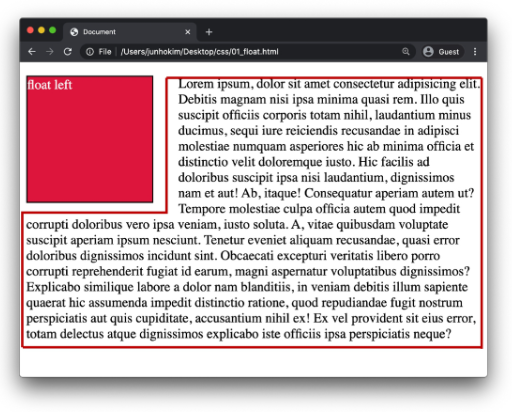 Document
File
/Users/junhokim/Desktop/css/01_float.html
Guest
float left
Lorem ipsum, dolor sit amet consectetur adipisicing elit.
Debitis magnam nisi ipsa minima quasi rem. Illo quis
suscipit officiis corporis totam nihil, laudantium minus
ducimus, sequi iure reiciendis recusandae in adipisci
molestiae numquam asperiores hic ab minima officia et
distinctio velit doloremque iusto. Hic facilis ad
doloribus suscipit ipsa nisi laudantium, dignissimos
nam et aut! Ab, itaque! Consequatur aperiam autem ut?
Tempore molestiae culpa officia autem quod impedit
corrupti doloribus vero ipsa veniam, iusto soluta. A, vitae quibusdam voluptate
suscipit aperiam ipsum nesciunt. Tenetur eveniet aliquam recusandae, quasi error
doloribus dignissimos incidunt sint. Obcaecati excepturi veritatis libero porro
corrupti reprehenderit fugiat id earum, magni aspernatur voluptatibus dignissimos?
Explicabo similique labore a dolor nam blanditiis, in veniam debitis illum sapiente
quaerat hic assumenda impedit distinctio ratione, quod repudiandae fugit nostrum
perspiciatis aut quis cupiditate, accusantium nihil ex! Ex vel provident sit eius error,
totam delectus atque dignissimos explicabo iste officiis ipsa perspiciatis neque?